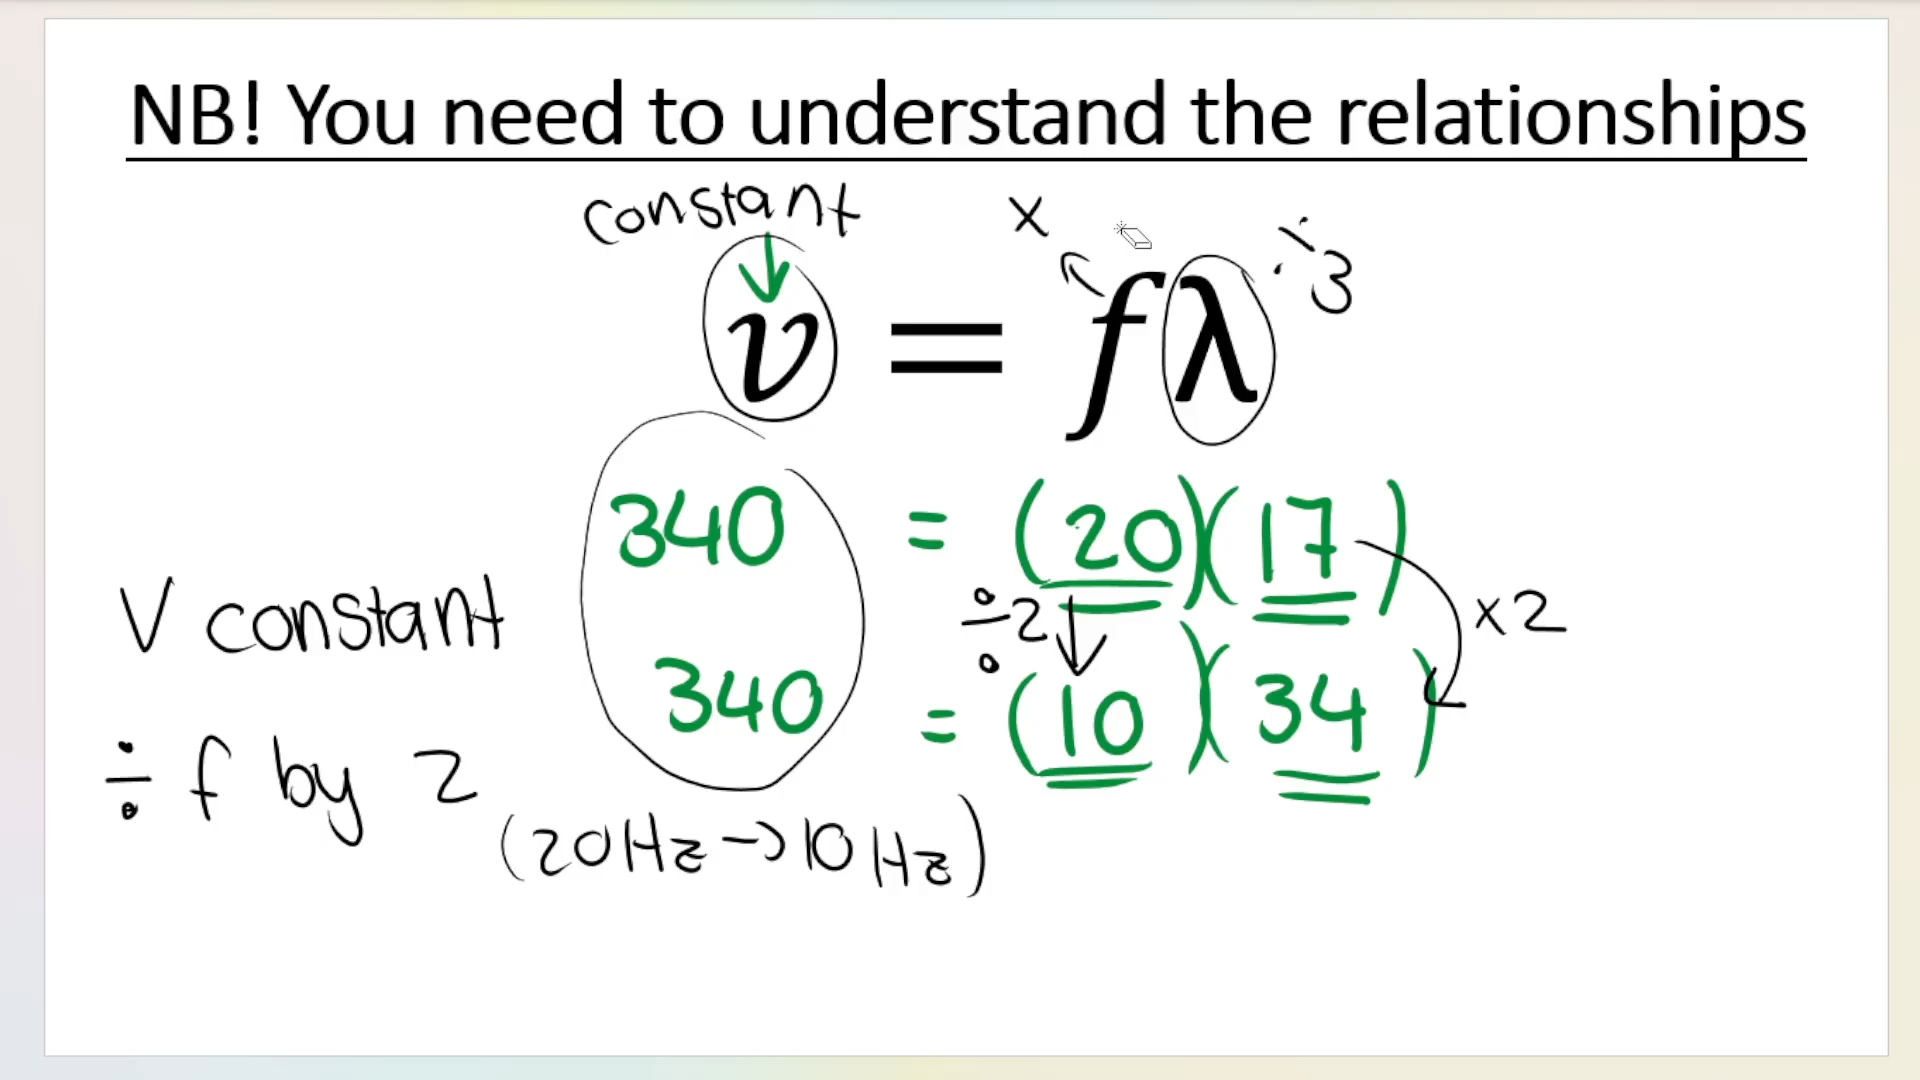 NB! You need to understand the relationships
constant
x
÷3
v = fλ
340 = (20)(17)
V constant
÷2
x2
340 = (10)(34)
÷ f by 2
(20Hz → 10Hz)